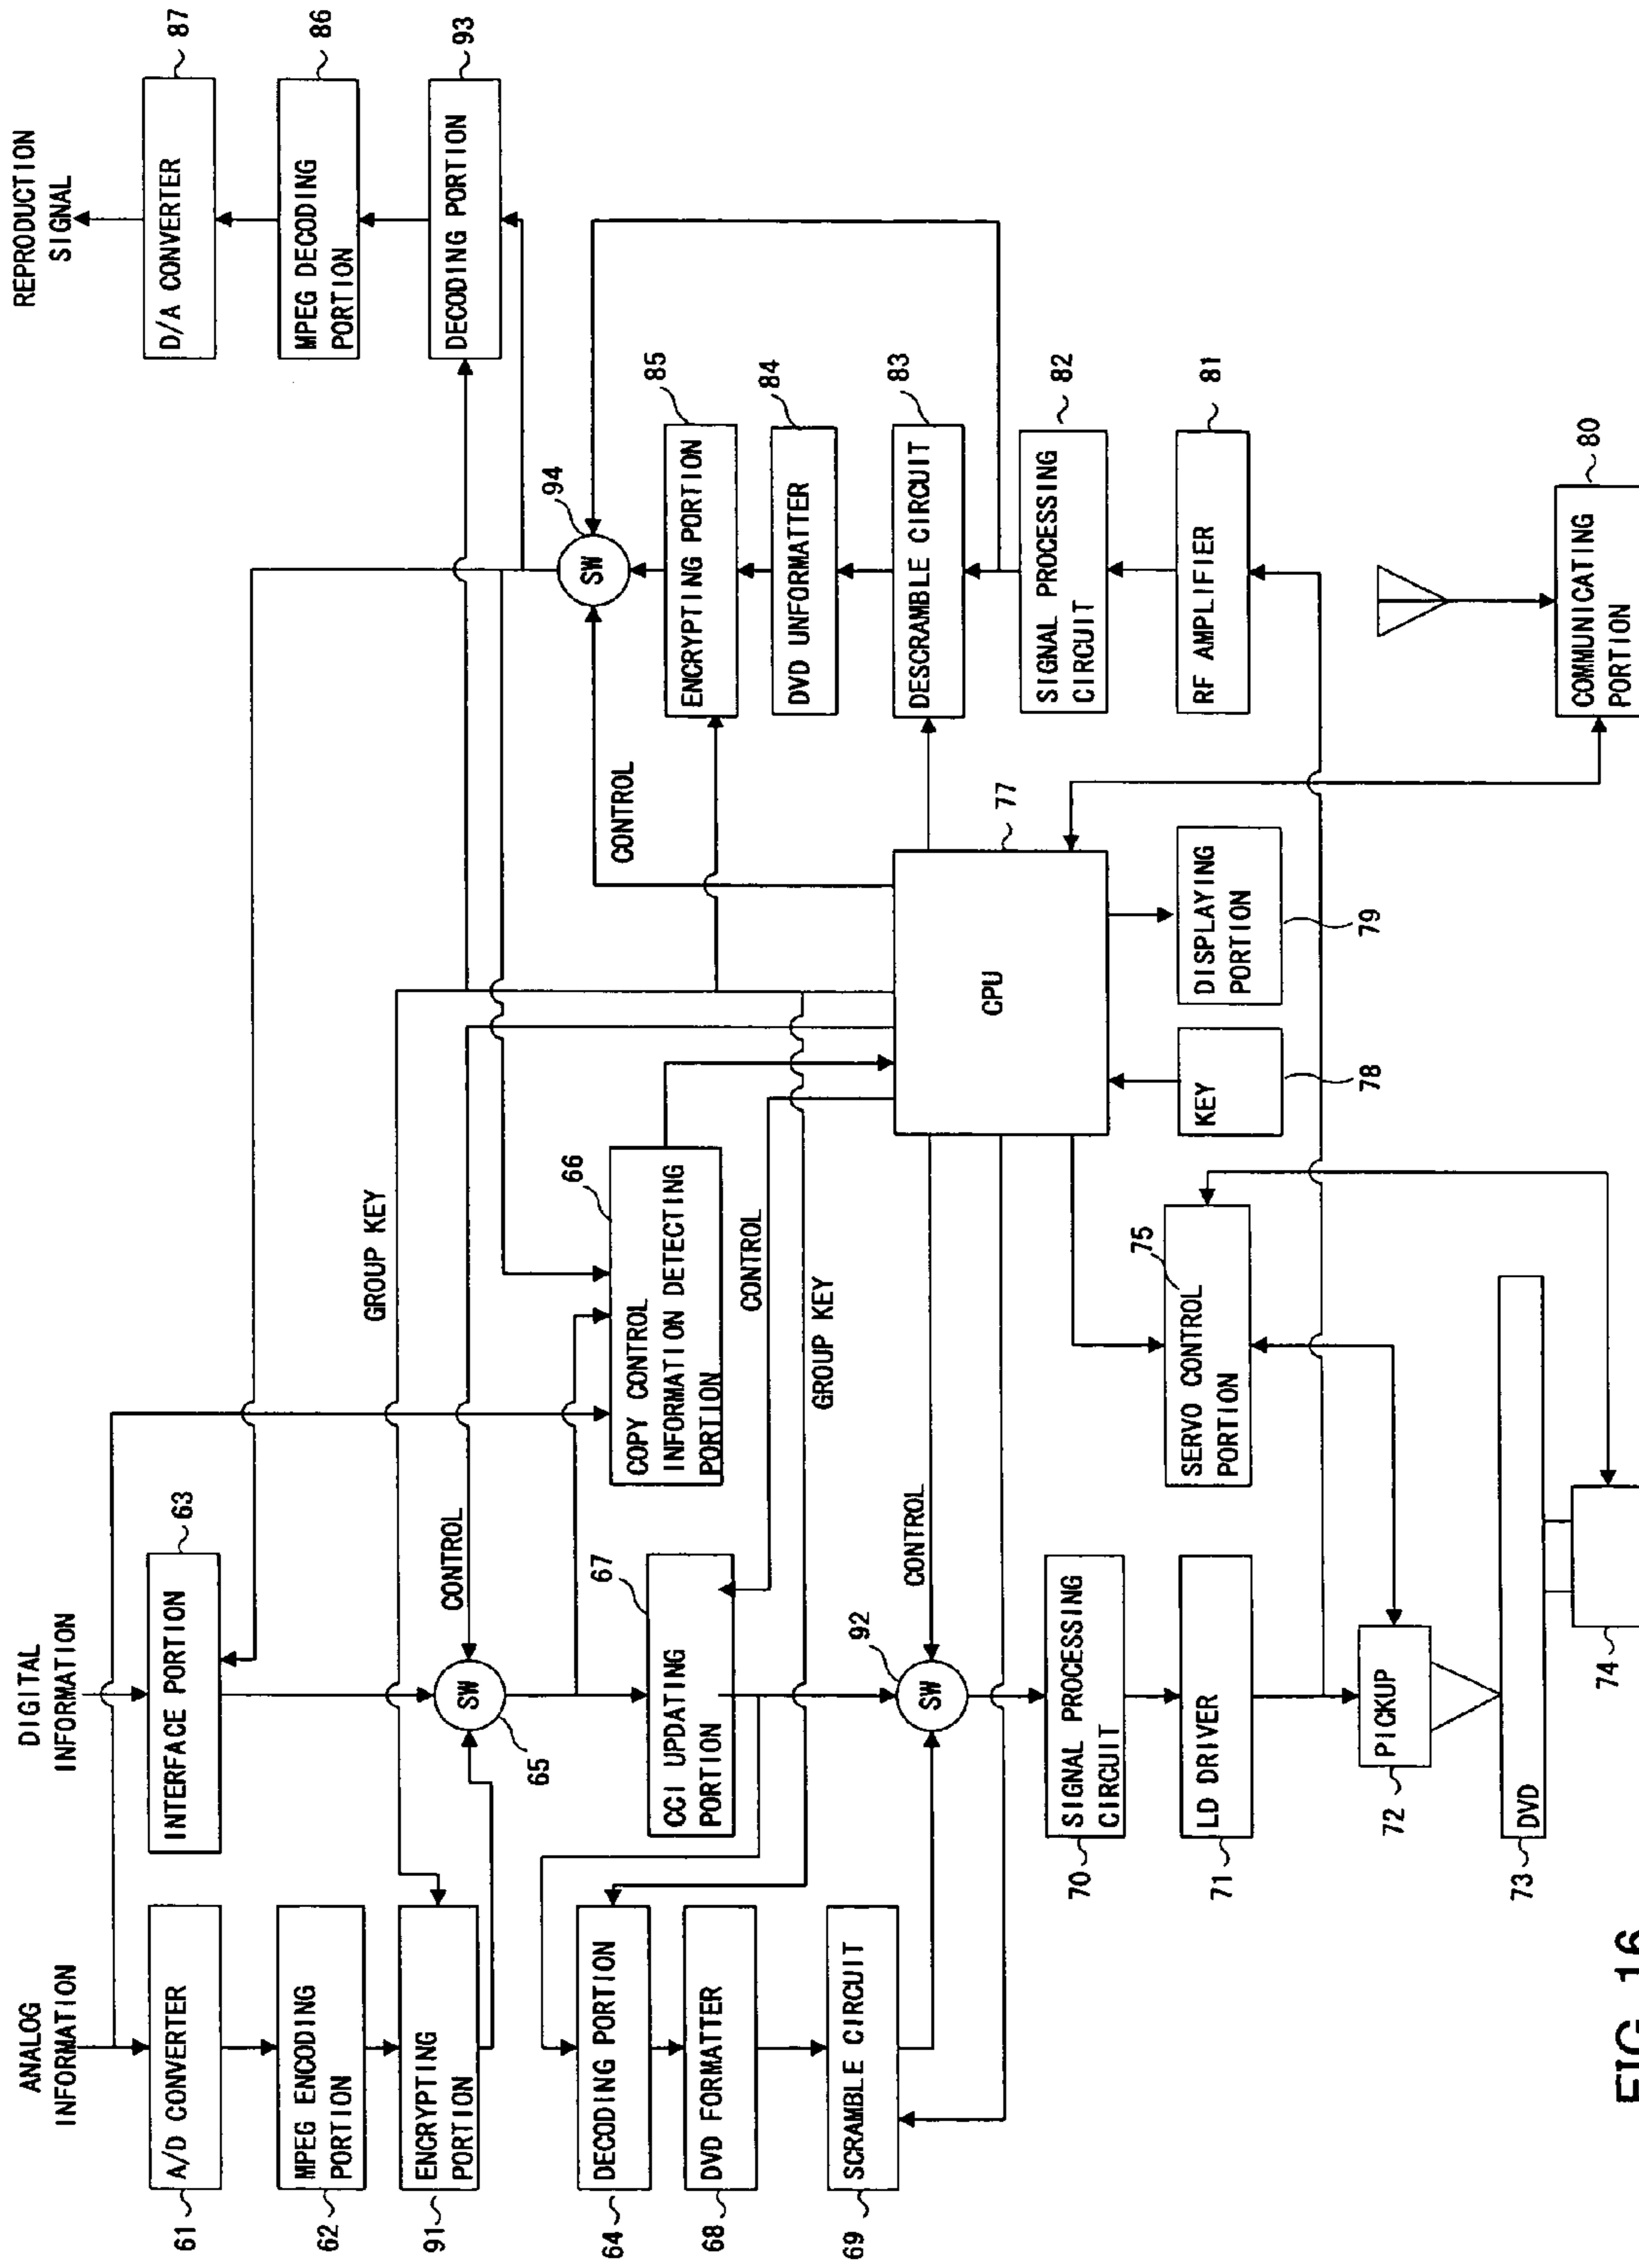 ANALOG
INFORMATION
A/D CONVERTER
61
MPEG ENCODING
PORTION
62
ENCRYPTING
PORTION
91
DIGITAL
INFORMATION
INTERFACE PORTION
63
CONTROL
SW
65
GROUP KEY
COPY CONTROL
INFORMATION DETECTING
PORTION
66
CCI UPDATING
PORTION
67
CONTROL
GROUP KEY
DECODING PORTION
64
DVD FORMATTER
68
SCRAMBLE CIRCUIT
69
CONTROL
SW
92
SIGNAL PROCESSING
CIRCUIT
70
LD DRIVER
71
PICKUP
72
DVD
73
74
SERVO CONTROL
PORTION
75
CPU
77
KEY
78
DISPLAYING
PORTION
79
COMMUNICATING
PORTION
80
RF AMPLIFIER
81
SIGNAL PROCESSING
CIRCUIT
82
DESCRAMBLE CIRCUIT
83
DVD UNFORMATTER
84
ENCRYPTING PORTION
85
CONTROL
SW
94
DECODING PORTION
93
MPEG DECODING
PORTION
86
D/A CONVERTER
87
REPRODUCTION
SIGNAL
FIG. 16